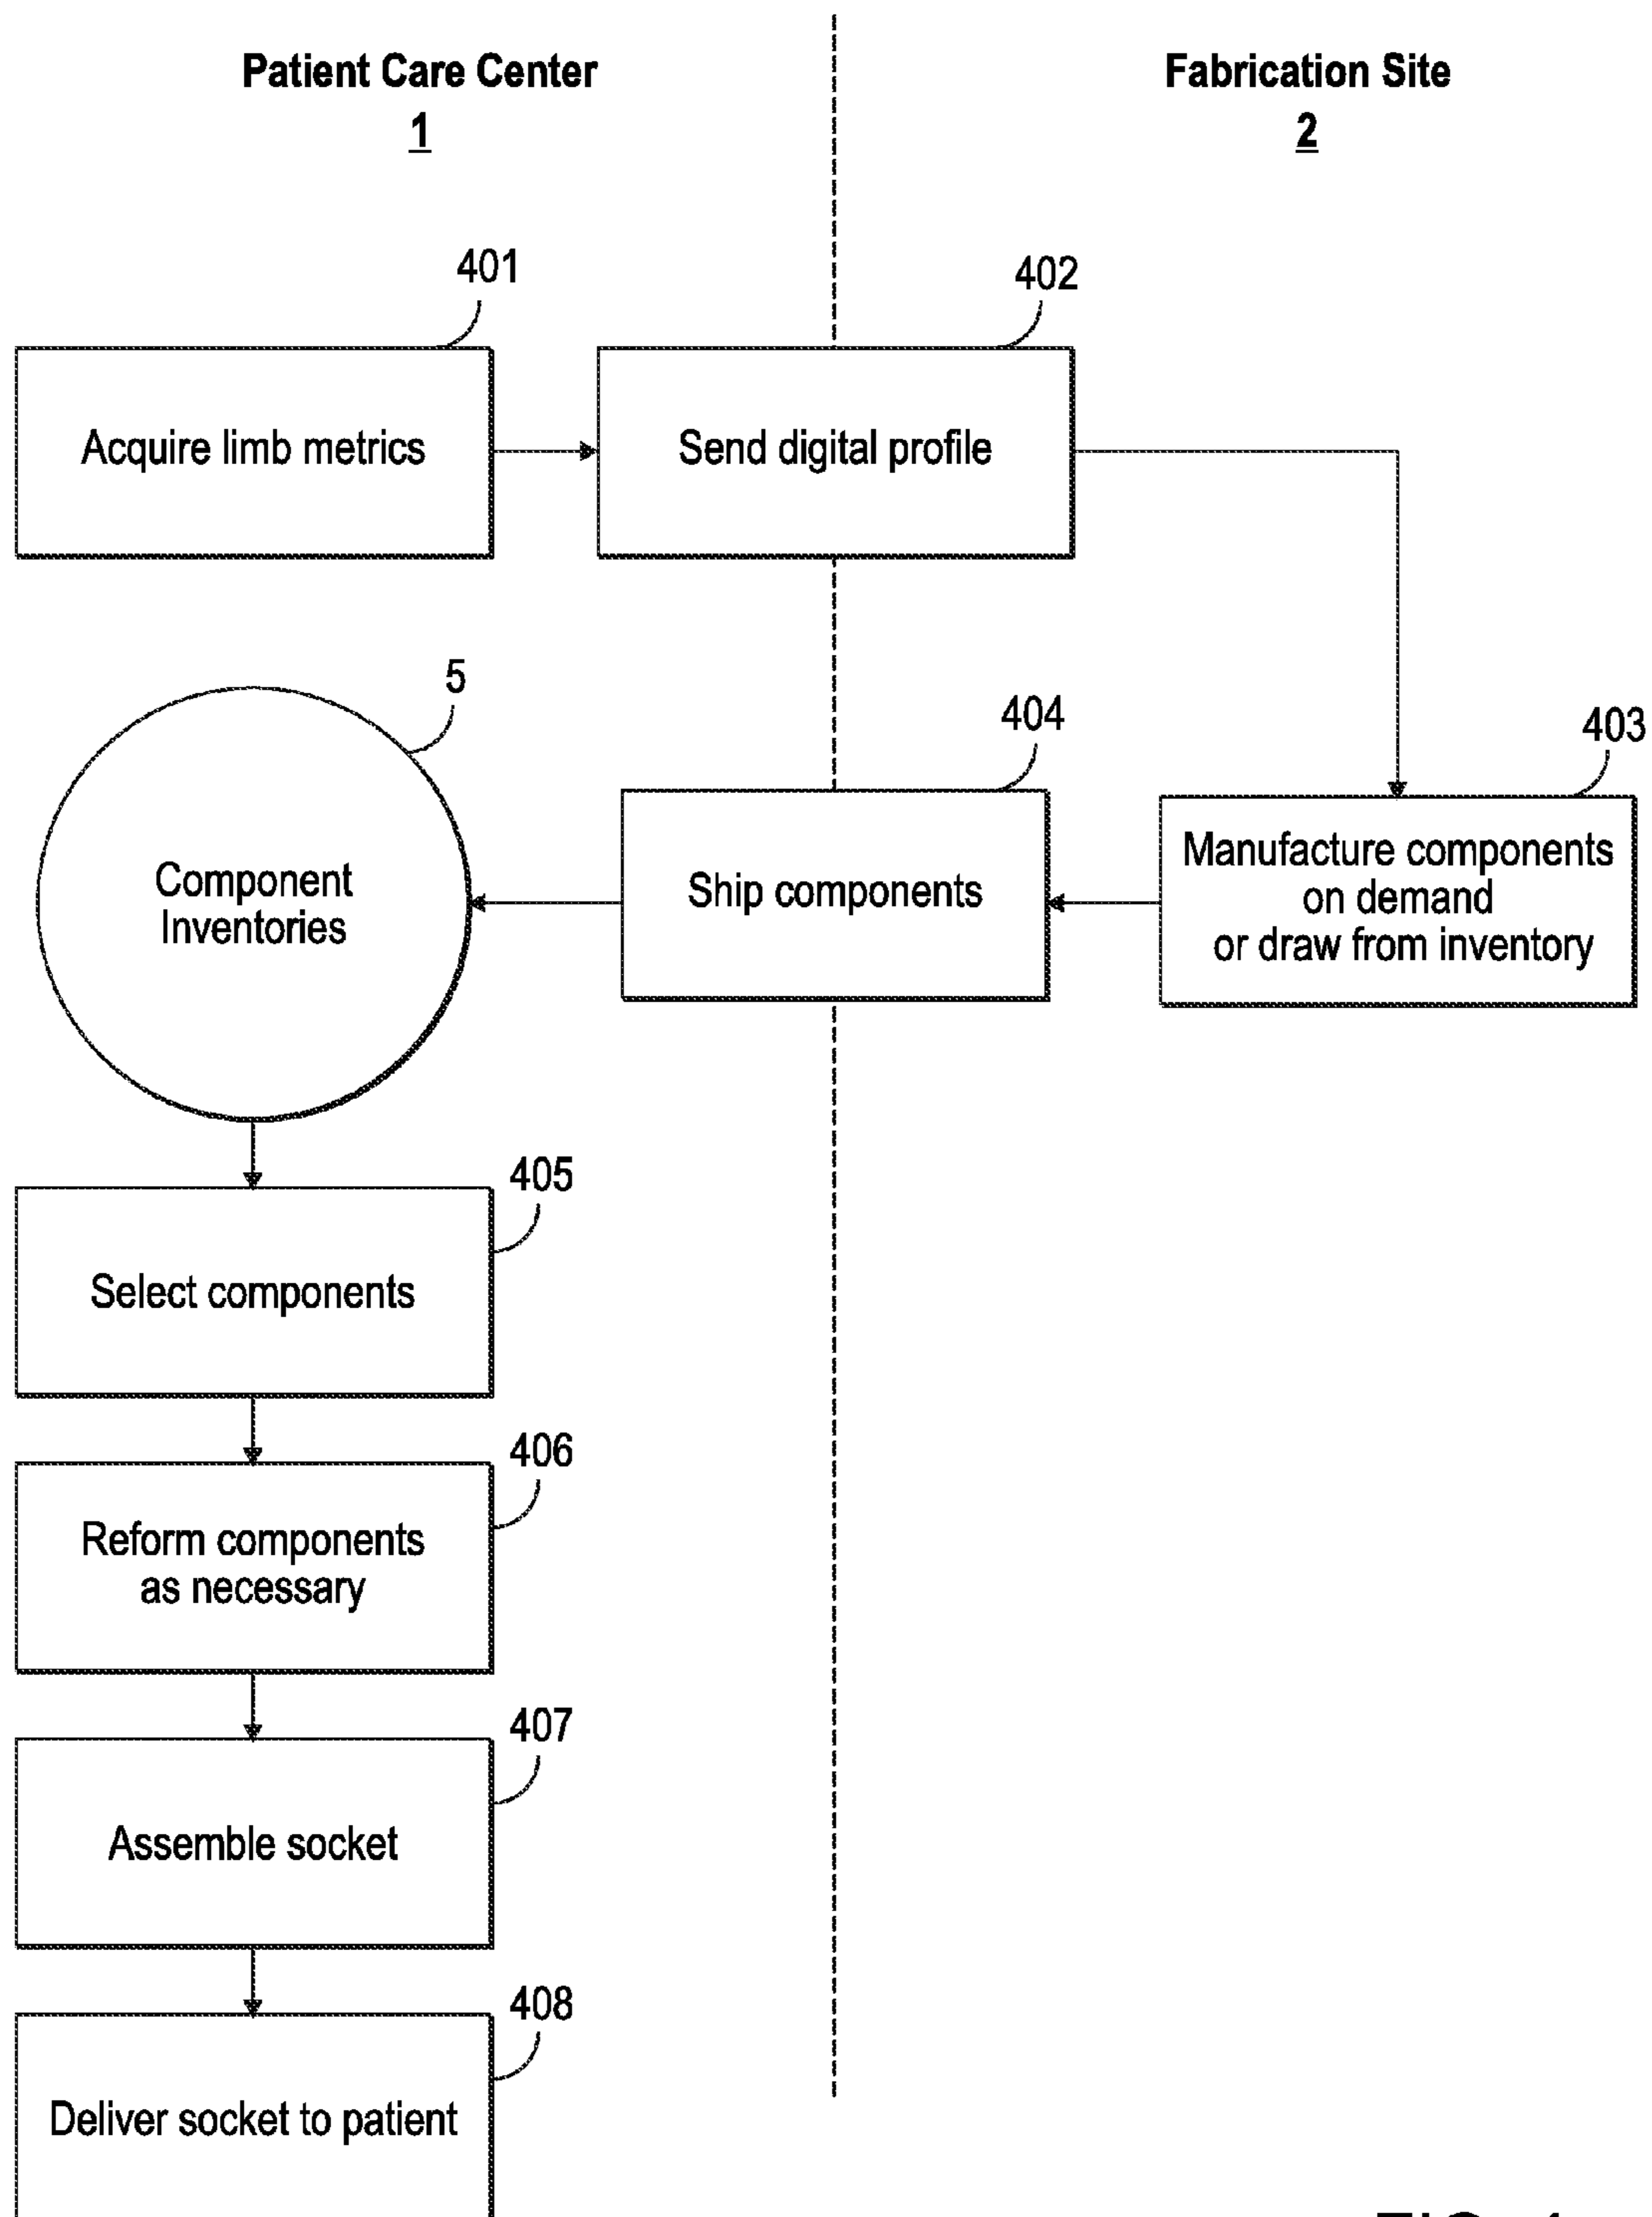 Patient Care Center
1
Fabrication Site
2
401
402
Acquire limb metrics
Send digital profile
5
404
403
Component
Inventories
Ship components
Manufacture components
on demand
or draw from inventory
405
Select components
406
Reform components
as necessary
407
Assemble socket
408
Deliver socket to patient